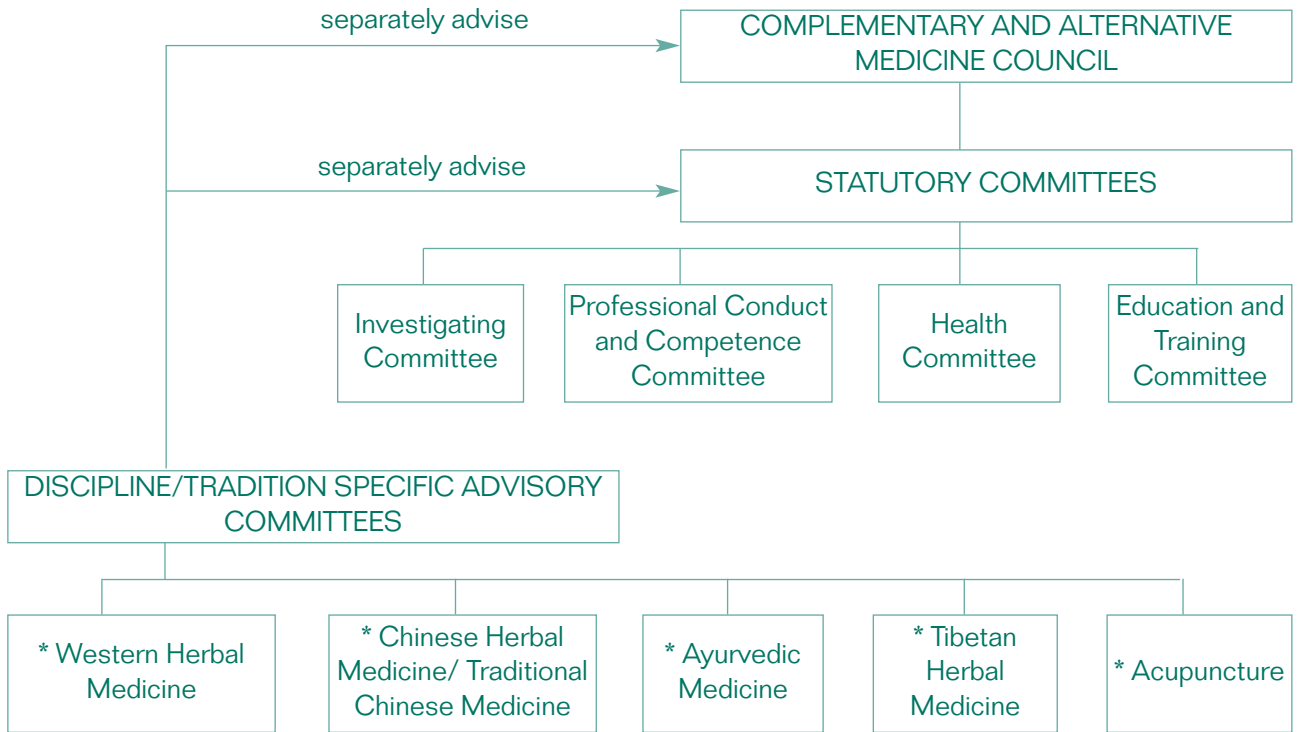 separately advise
COMPLEMENTARY AND ALTERNATIVE
MEDICINE COUNCIL
separately advise
STATUTORY COMMITTEES
Investigating
Committee
Professional Conduct
and Competence
Committee
Health
Committee
Education and
Training
Committee
DISCIPLINE/TRADITION SPECIFIC ADVISORY
COMMITTEES
* Western Herbal
Medicine
* Chinese Herbal
Medicine/ Traditional
Chinese Medicine
* Ayurvedic
Medicine
* Tibetan
Herbal
Medicine
* Acupuncture